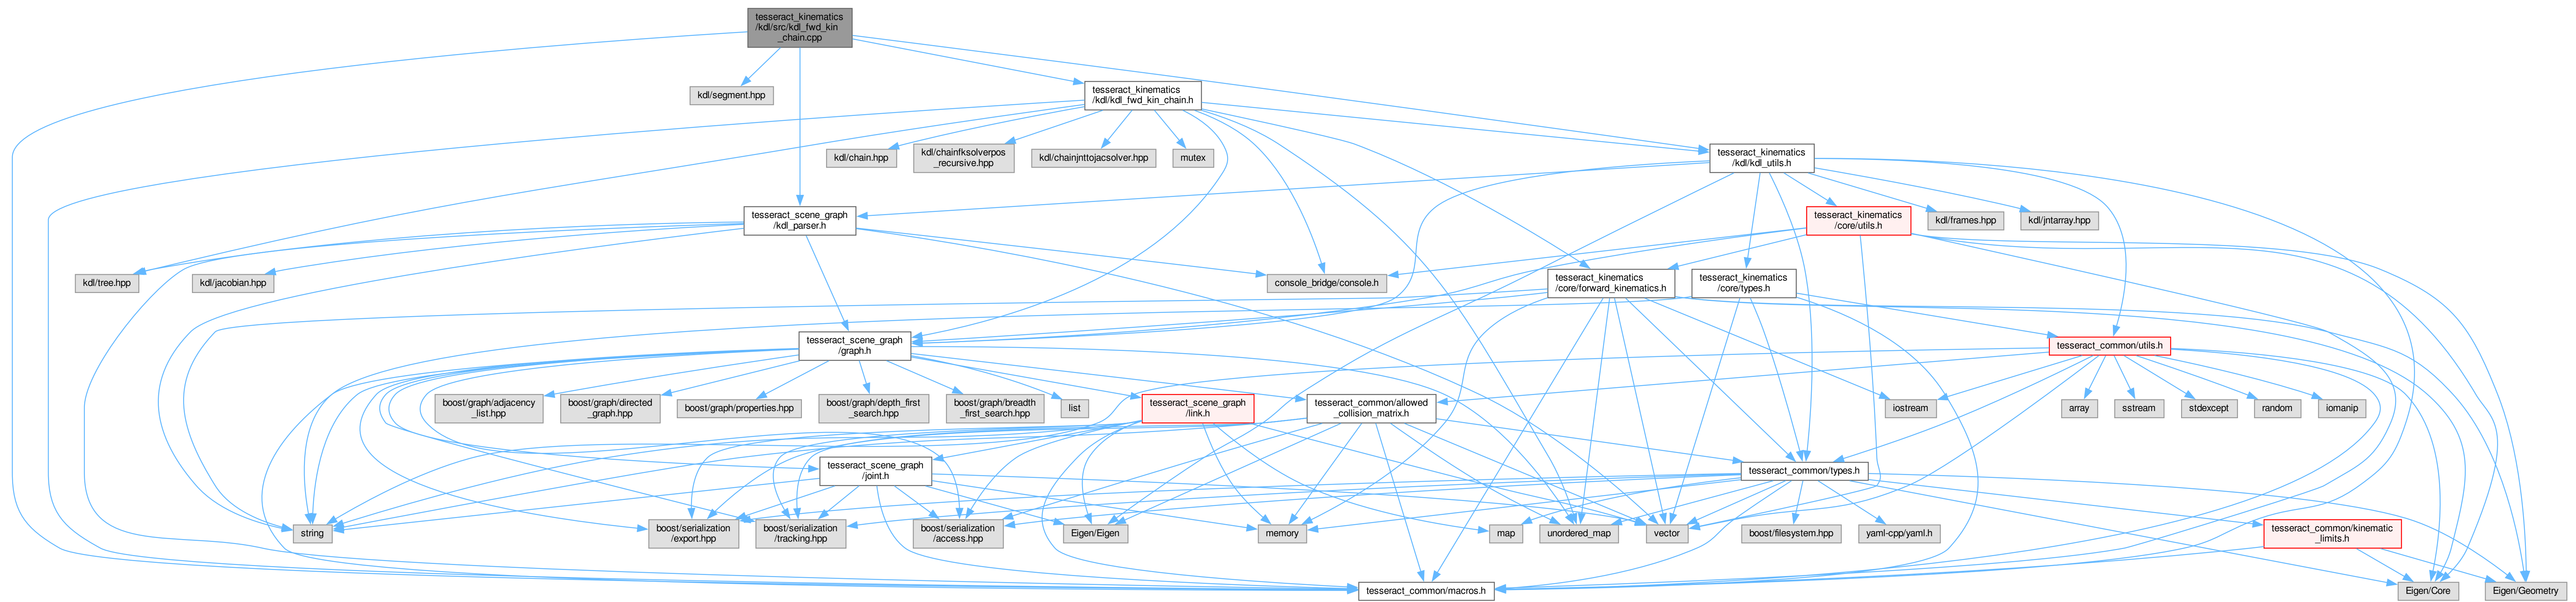 tesseract_kinematics
/kdl/src/kdl_fwd_kin
_chain.cpp
kdl/segment.hpp
tesseract_kinematics
/kdl/kdl_fwd_kin_chain.h
kdl/chain.hpp
kdl/chainfksolverpos
_recursive.hpp
kdl/chainjnttojacsolver.hpp
mutex
tesseract_kinematics
/kdl/kdl_utils.h
tesseract_scene_graph
/kdl_parser.h
tesseract_kinematics
/core/utils.h
kdl/frames.hpp
kdl/jntarray.hpp
kdl/tree.hpp
kdl/jacobian.hpp
console_bridge/console.h
tesseract_kinematics
/core/forward_kinematics.h
tesseract_kinematics
/core/types.h
tesseract_scene_graph
/graph.h
tesseract_common/utils.h
boost/graph/adjacency
_list.hpp
boost/graph/directed
_graph.hpp
boost/graph/properties.hpp
boost/graph/depth_first
_search.hpp
boost/graph/breadth
_first_search.hpp
list
tesseract_scene_graph
/link.h
tesseract_common/allowed
_collision_matrix.h
iostream
array
sstream
stdexcept
random
iomanip
tesseract_scene_graph
/joint.h
tesseract_common/types.h
string
boost/serialization
/export.hpp
boost/serialization
/tracking.hpp
boost/serialization
/access.hpp
Eigen/Eigen
memory
map
unordered_map
vector
boost/filesystem.hpp
yaml-cpp/yaml.h
tesseract_common/kinematic
_limits.h
tesseract_common/macros.h
Eigen/Core
Eigen/Geometry